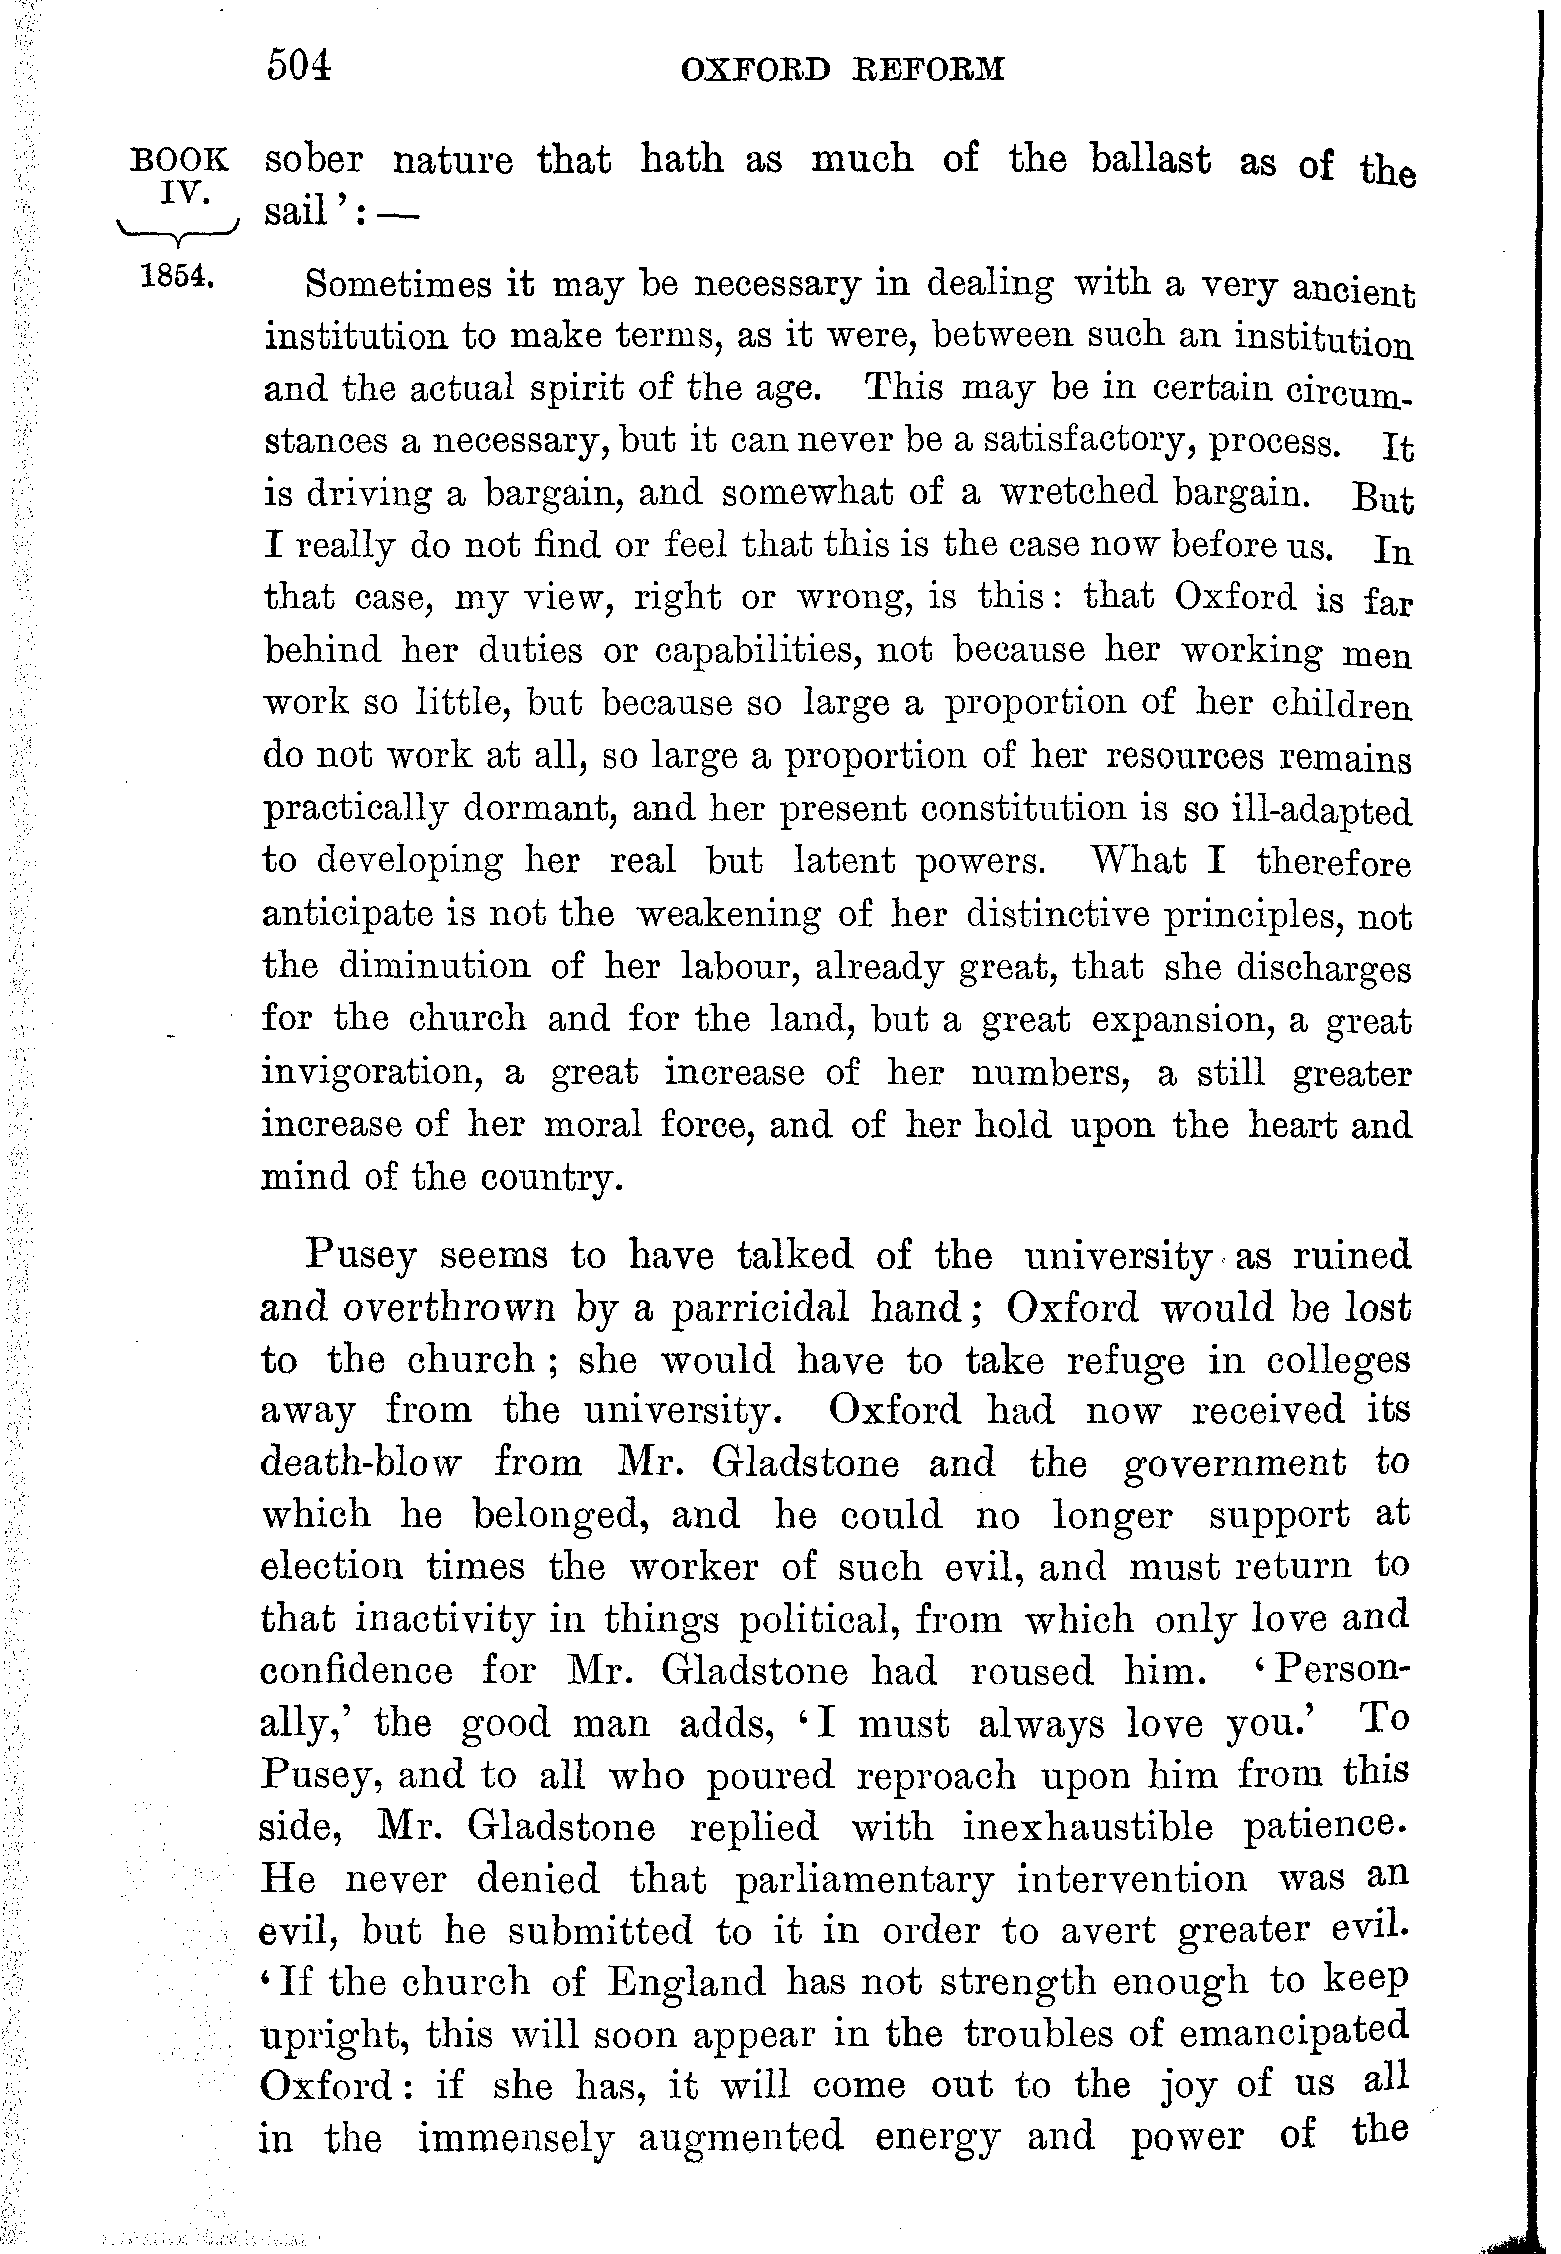 504 OXFORD REFORM
BOOK IV.
1854.
sober nature that hath as much of the ballast as of the
sail': —
Sometimes it may be necessary in dealing with a very ancient
institution to make terms, as it were, between such an institution
and the actual spirit of the age. This may be in certain circum-
stances a necessary, but it can never be a satisfactory, process. It
is driving a bargain, and somewhat of a wretched bargain. But
I really do not find or feel that this is the case now before us. In
that case, my view, right or wrong, is this: that Oxford is far
behind her duties or capabilities, not because her working men
work so little, but because so large a proportion of her children
do not work at all, so large a proportion of her resources remains
practically dormant, and her present constitution is so ill-adapted
to developing her real but latent powers. What I therefore
anticipate is not the weakening of her distinctive principles, not
the diminution of her labour, already great, that she discharges
for the church and for the land, but a great expansion, a great
invigoration, a great increase of her numbers, a still greater
increase of her moral force, and of her hold upon the heart and
mind of the country.
Pusey seems to have talked of the university as ruined
and overthrown by a parricidal hand; Oxford would be lost
to the church; she would have to take refuge in colleges
away from the university. Oxford had now received its
death-blow from Mr. Gladstone and the government to
which he belonged, and he could no longer support at
election times the worker of such evil, and must return to
that inactivity in things political, from which only love and
confidence for Mr. Gladstone had roused him. 'Person-
ally,' the good man adds, 'I must always love you.' To
Pusey, and to all who poured reproach upon him from this
side, Mr. Gladstone replied with inexhaustible patience.
He never denied that parliamentary intervention was an
evil, but he submitted to it in order to avert greater evil.
'If the church of England has not strength enough to keep
upright, this will soon appear in the troubles of emancipated
Oxford: if she has, it will come out to the joy of us all
in the immensely augmented energy and power of the